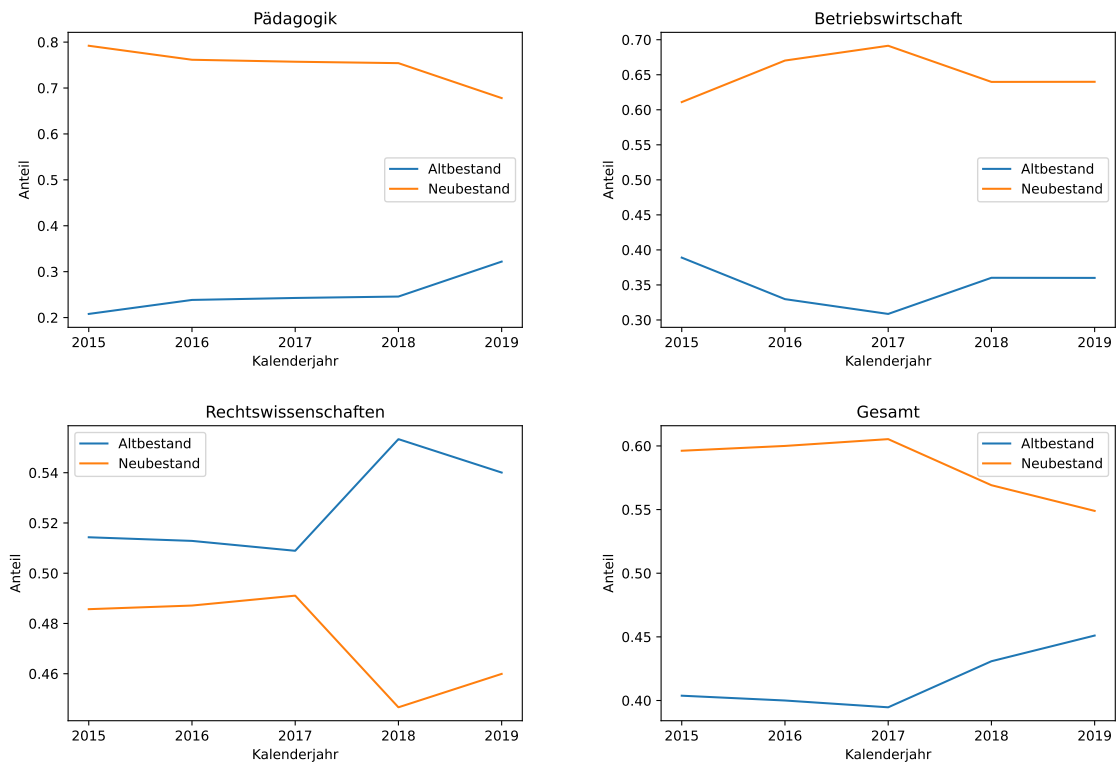 Pädagogik
0.8
0.7
0.6
0.5
0.4
0.3
0.2
Anteil
Altbestand
Neubestand
2015 2016 2017 2018 2019
Kalenderjahr
Betriebswirtschaft
0.70
0.65
0.60
0.55
0.50
0.45
0.40
0.35
0.30
Anteil
Altbestand
Neubestand
2015 2016 2017 2018 2019
Kalenderjahr
Rechtswissenschaften
Altbestand
Neubestand
0.54
0.52
0.50
0.48
0.46
Anteil
2015 2016 2017 2018 2019
Kalenderjahr
Gesamt
Altbestand
Neubestand
0.60
0.55
0.50
0.45
0.40
Anteil
2015 2016 2017 2018 2019
Kalenderjahr